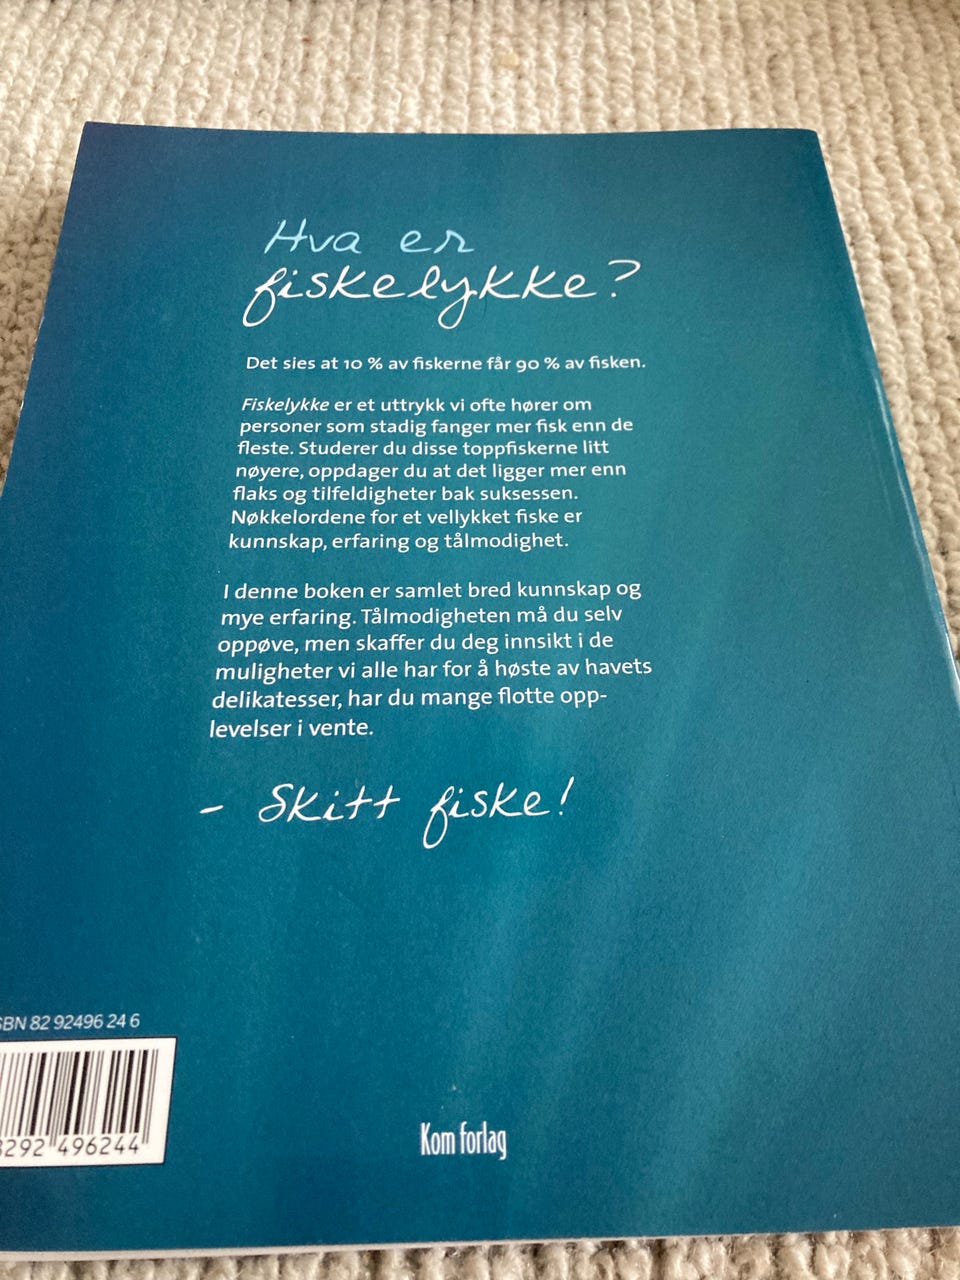 Hva er
fiskelykke?
Det sies at 10 % av fiskerne får 90 % av fisken.
Fiskelykke er et uttrykk vi ofte hører om
personer som stadig fanger mer fisk enn de
fleste. Studerer du disse toppfiskerne litt
nøyere, oppdager du at det ligger mer enn
flaks og tilfeldigheter bak suksessen.
Nøkkelordene for et vellykket fiske er
kunnskap, erfaring og tålmodighet.
I denne boken er samlet bred kunnskap og
mye erfaring. Tålmodigheten må du selv
oppøve, men skaffer du deg innsikt i de
muligheter vi alle har for å høste av havets
delikatesser, har du mange flotte opp-
levelser i vente.
- Skitt fiske!
SBN 82 92496 24 6
8292 496244
Kom forlag